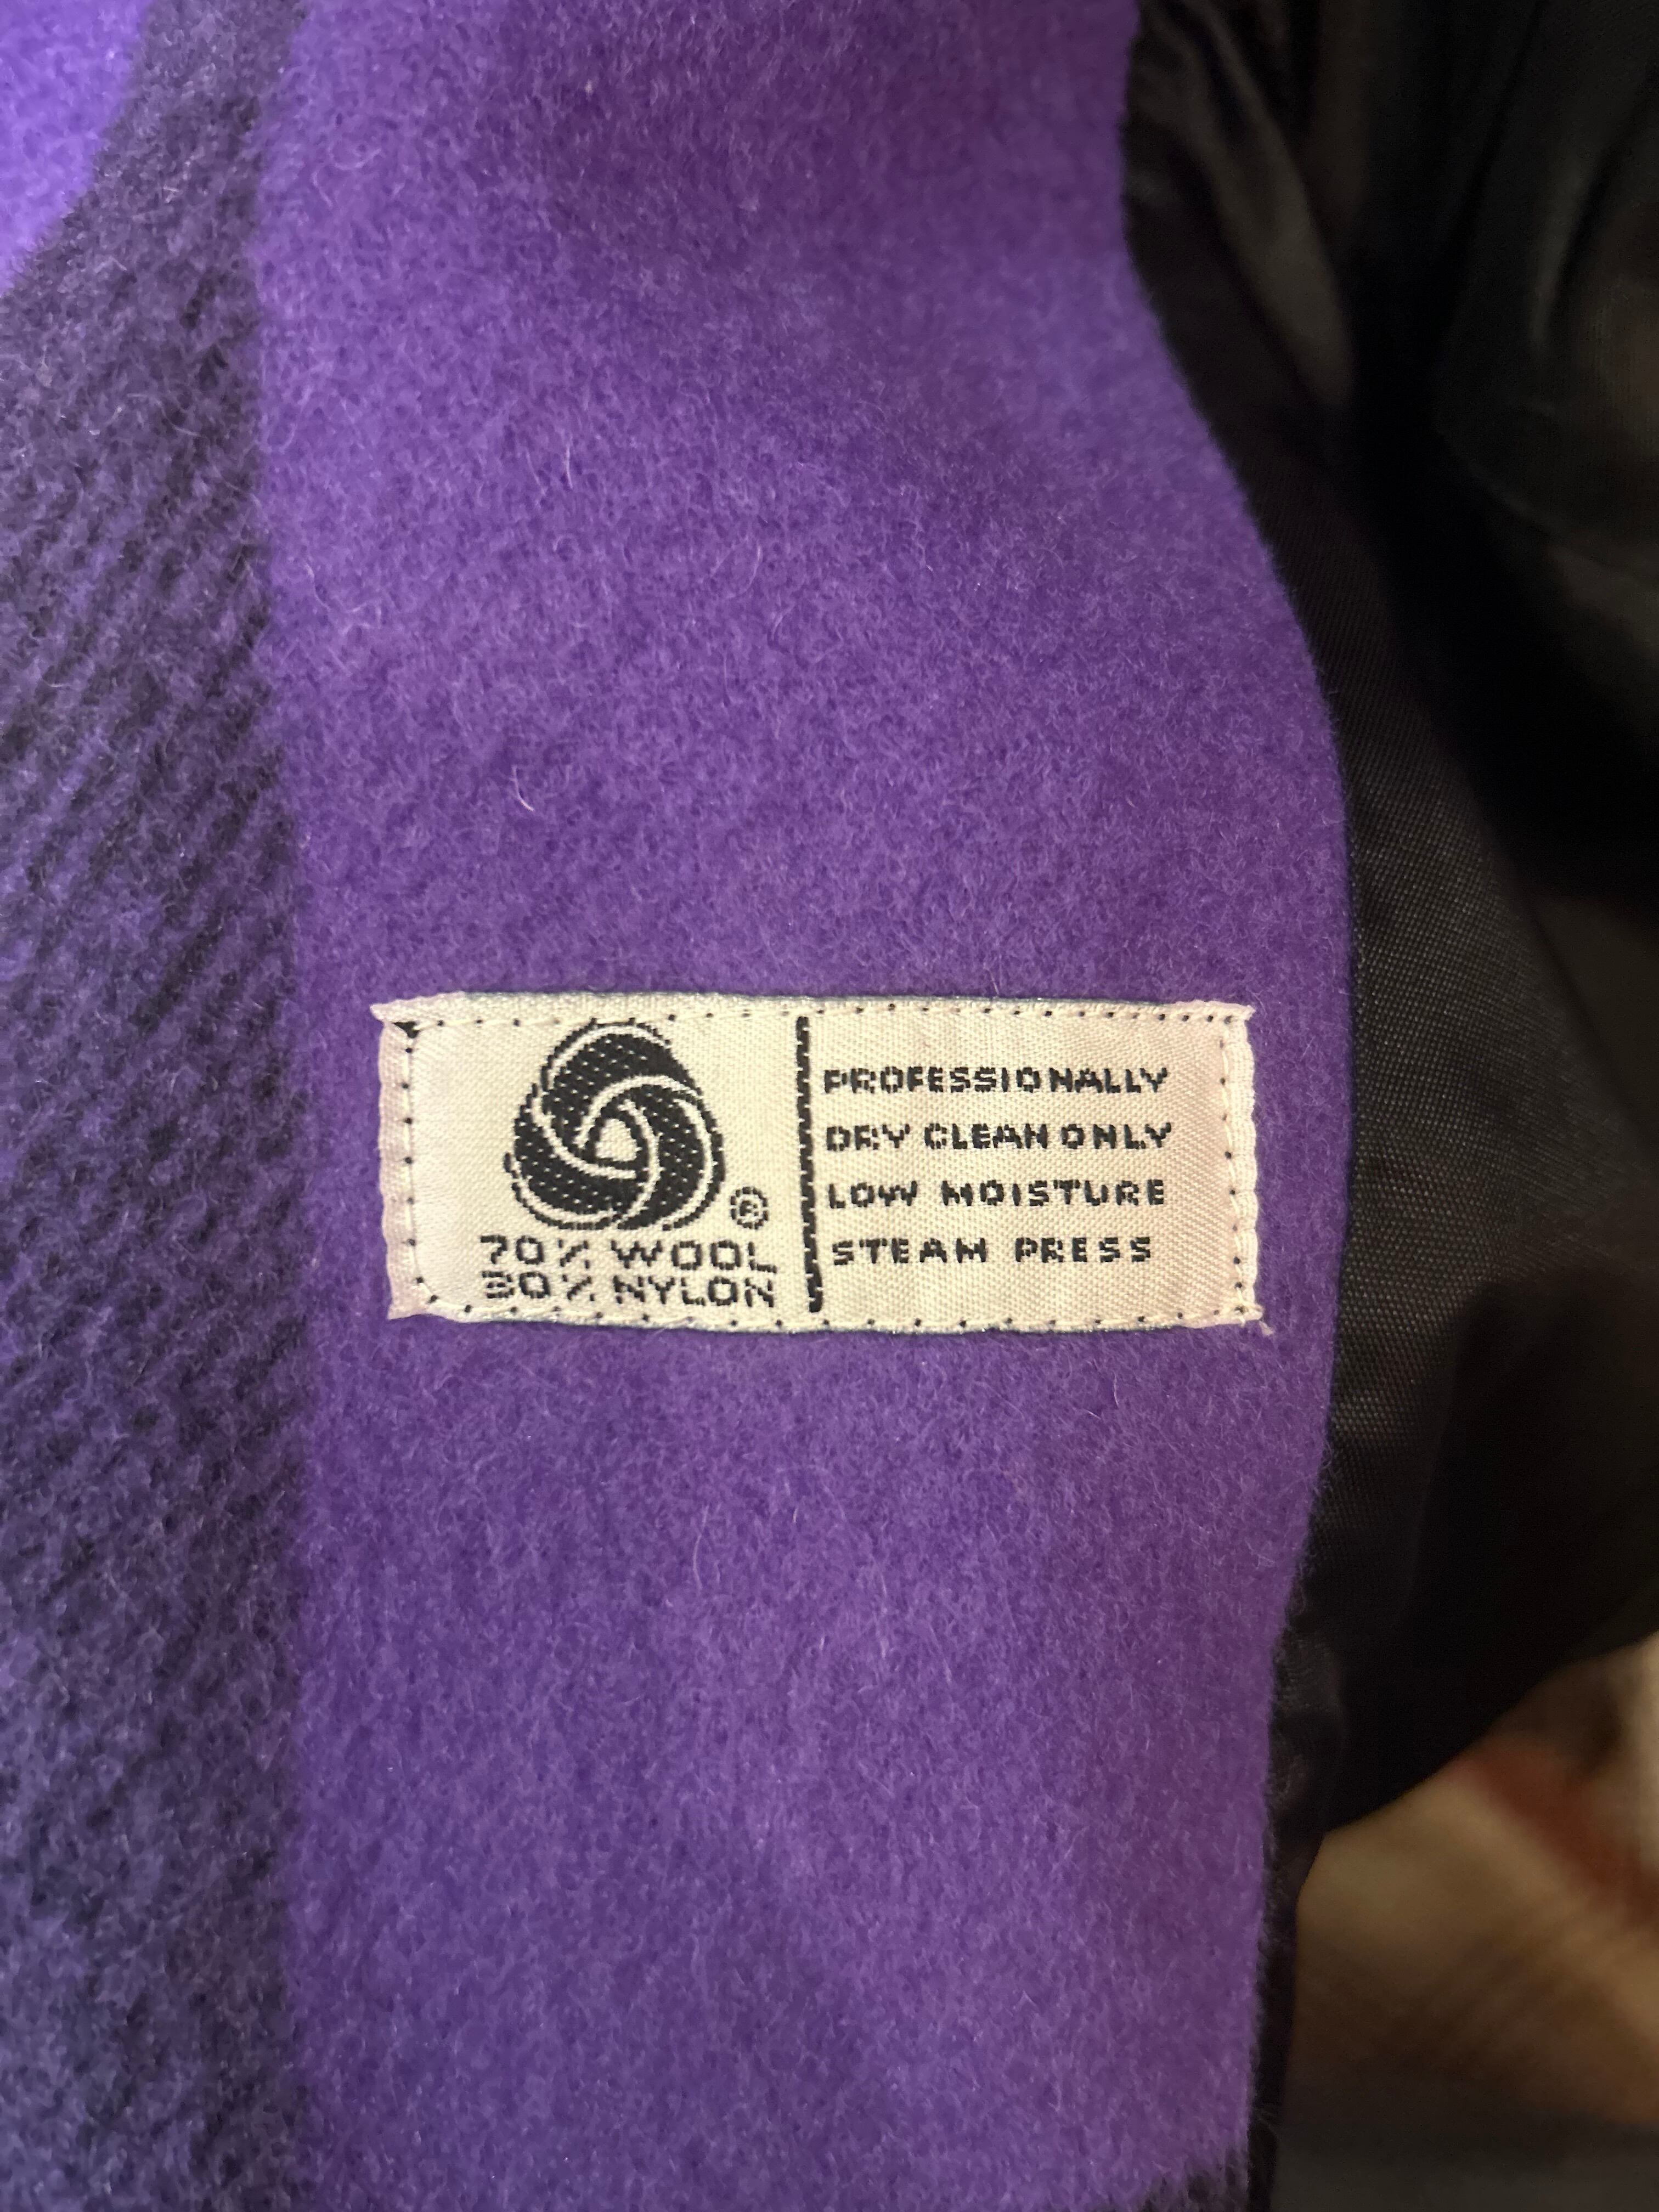 ®
70% WOOL
30% NYLON
PROFESSIONALLY
DRY CLEAN ONLY
LOW MOISTURE
STEAM PRESS